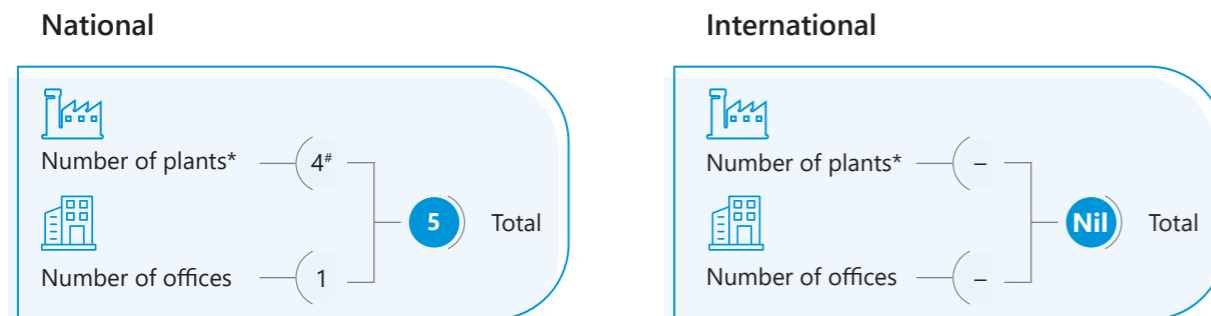 National
Number of plants* 4#
5 Total
Number of offices 1
International
Number of plants* –
Nil Total
Number of offices –